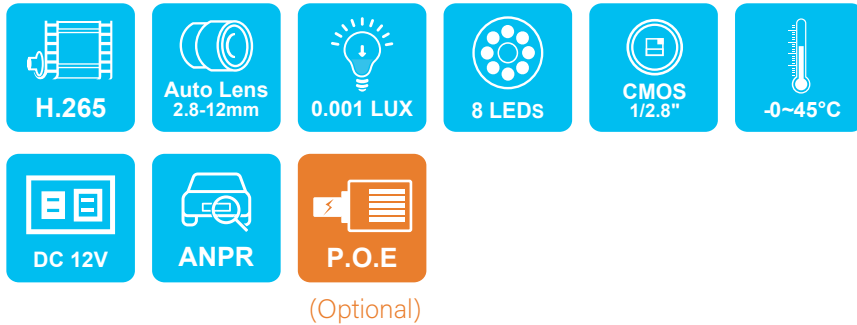 H.265
Auto Lens
2.8-12mm
0.001 LUX
8 LEDS
CMOS
1/2.8"
-0~45°C
DC 12V
ANPR
P.O.E
(Optional)